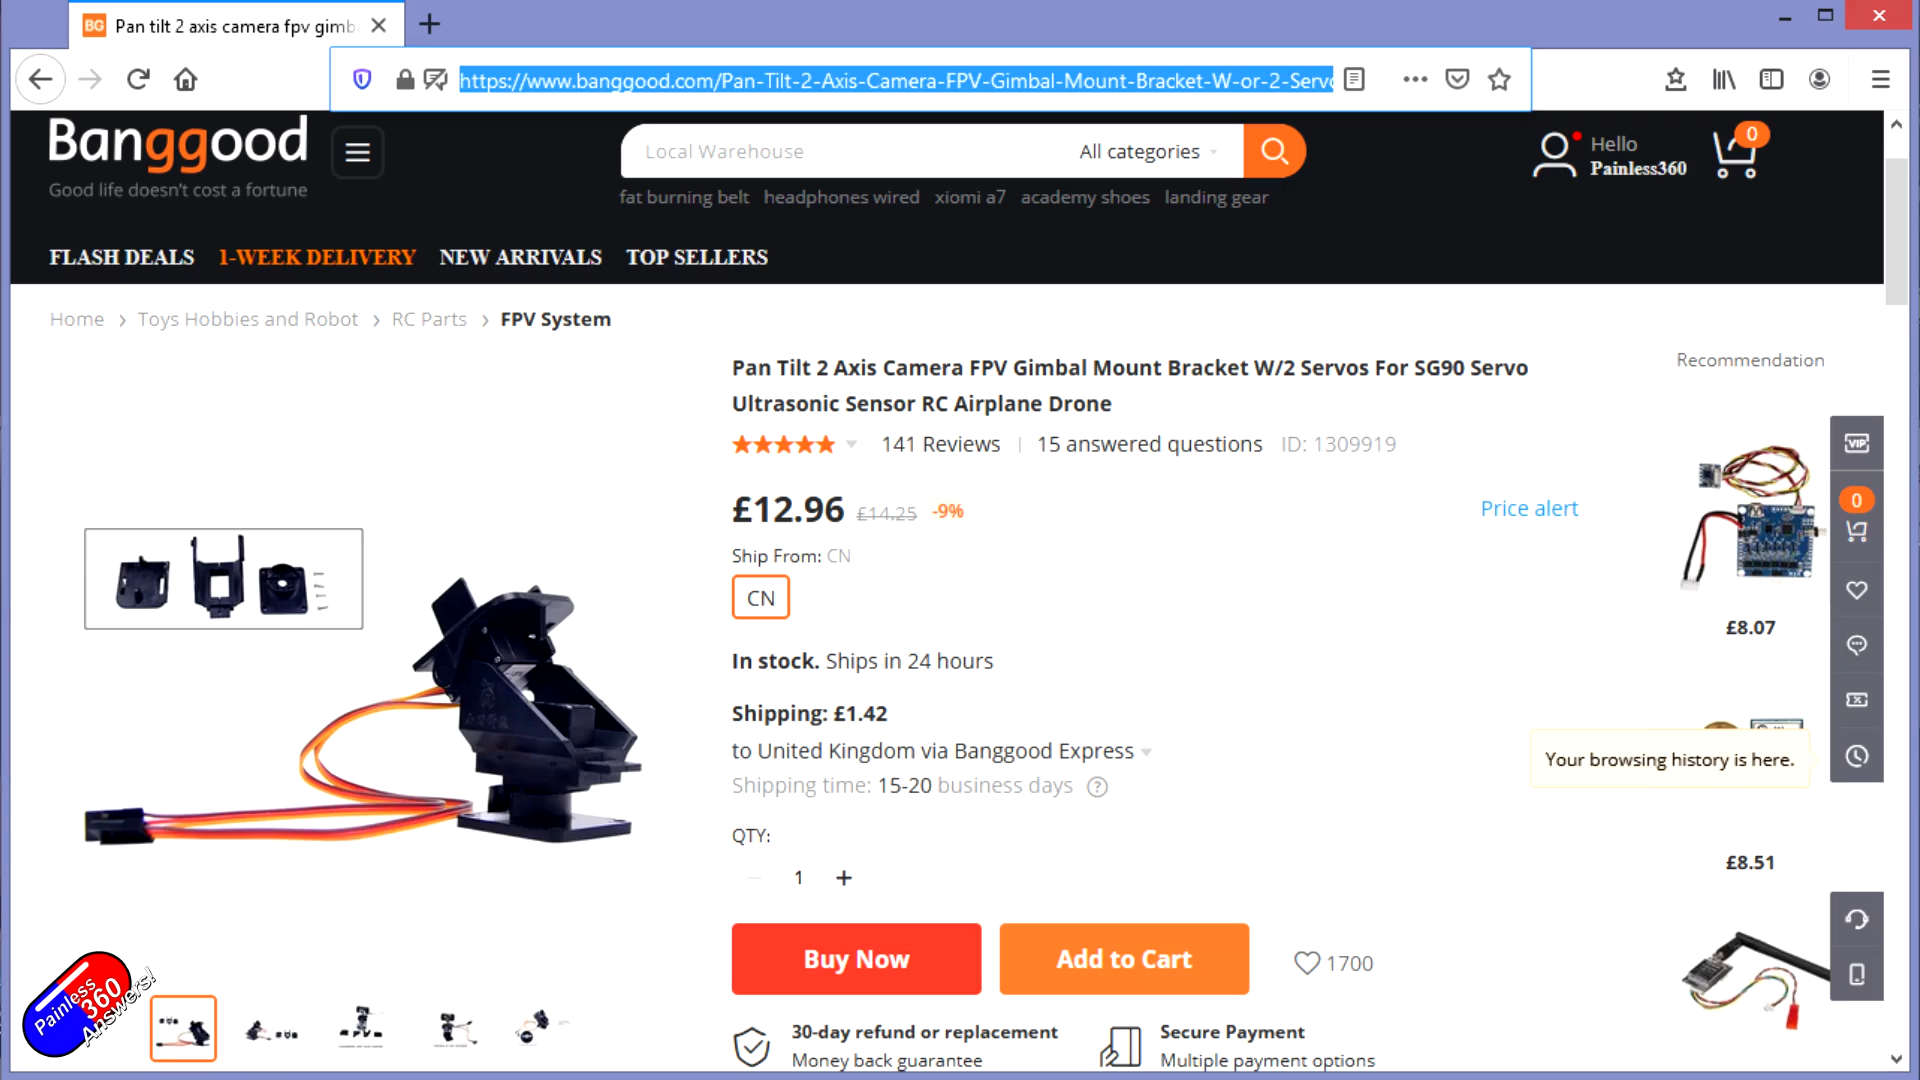 BG Pan tilt 2 axis camera fpv gimb
https://www.banggood.com/Pan-Tilt-2-Axis-Camera-FPV-Gimbal-Mount-Bracket-W-or-2-Servo
Banggood
Good life doesn't cost a fortune
Local Warehouse
All categories
fat burning belt headphones wired xiomi a7 academy shoes landing gear
Hello
Painless360
0
FLASH DEALS 1-WEEK DELIVERY NEW ARRIVALS TOP SELLERS
Home > Toys Hobbies and Robot > RC Parts > FPV System
Pan Tilt 2 Axis Camera FPV Gimbal Mount Bracket W/2 Servos For SG90 Servo
Ultrasonic Sensor RC Airplane Drone
141 Reviews | 15 answered questions ID: 1309919
£12.96 £14.25 -9%
Price alert
Ship From: CN
CN
In stock. Ships in 24 hours
Shipping: £1.42
to United Kingdom via Banggood Express
Shipping time: 15-20 business days ?
QTY:
1 +
Buy Now
Add to Cart
1700
30-day refund or replacement
Money back guarantee
Secure Payment
Multiple payment options
Recommendation
VIP
0
£8.07
Your browsing history is here.
£8.51
Painless
360
Answers!